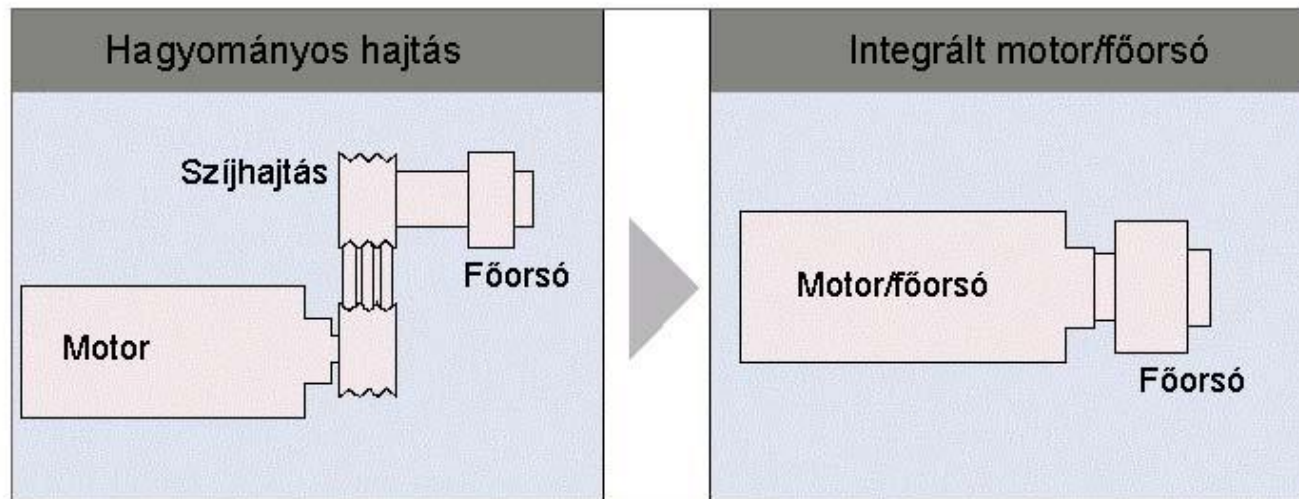 Hagyományos hajtás
Szíjhajtás
Főorsó
Motor
Integrált motor/főorsó
Motor/főorsó
Főorsó